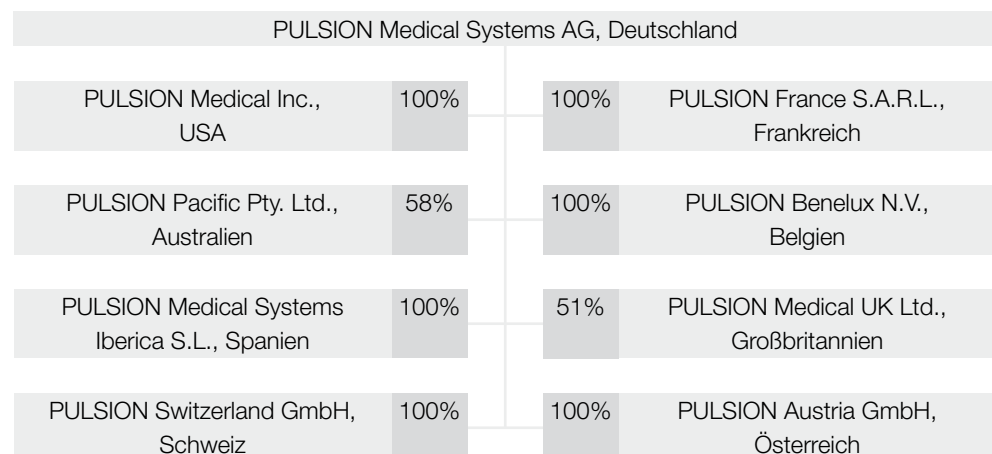 PULSION Medical Systems AG, Deutschland
PULSION Medical Inc.,
USA
100%
100%
PULSION France S.A.R.L.,
Frankreich
PULSION Pacific Pty. Ltd.,
Australien
58%
100%
PULSION Benelux N.V.,
Belgien
PULSION Medical Systems
Iberica S.L., Spanien
100%
51%
PULSION Medical UK Ltd.,
Großbritannien
PULSION Switzerland GmbH,
Schweiz
100%
100%
PULSION Austria GmbH,
Österreich